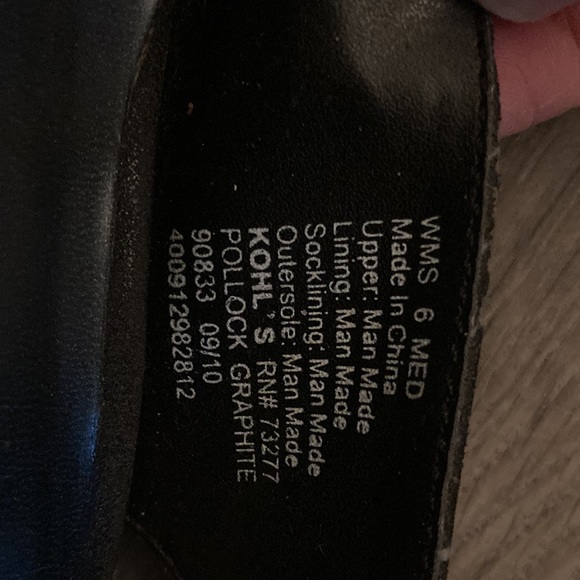 WMS 6 MED
Made In China
Upper: Man Made
Lining: Man Made
Socklining: Man Made
Outersole: Man Made
KOHL'S RN# 73277
POLLOCK GRAPHITE
90833 09/10
400912982812